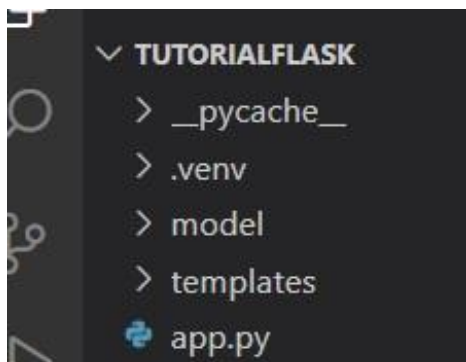 TUTORIALFLASK
__pycache__
.venv
model
templates
app.py